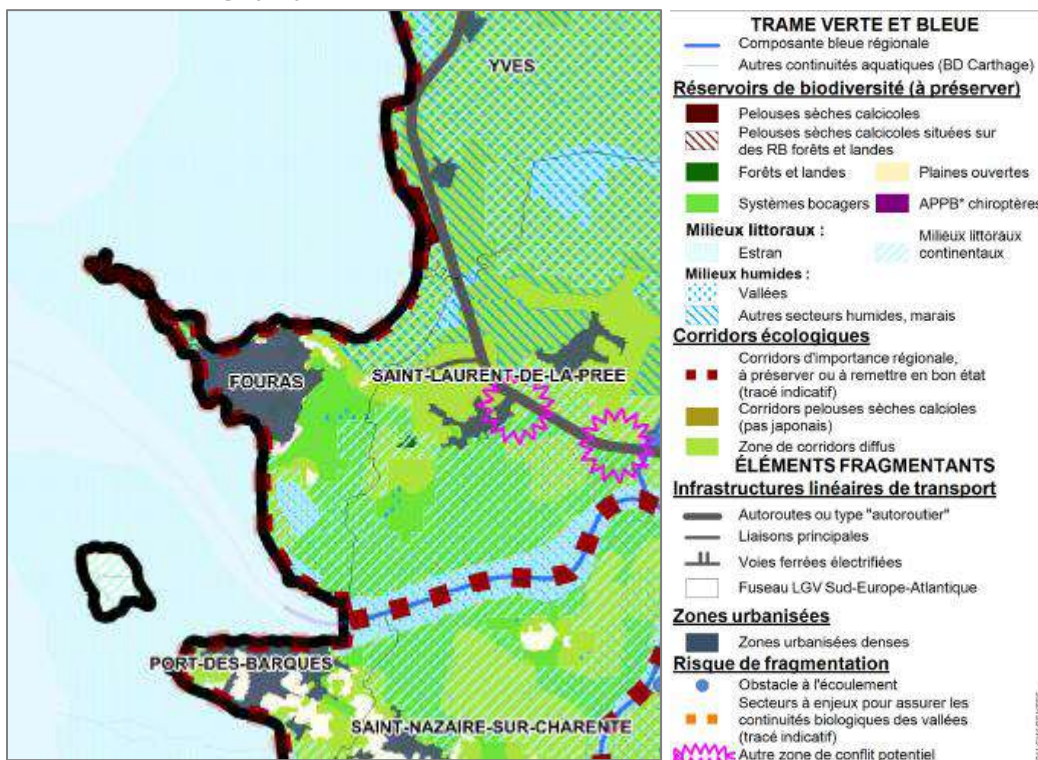 YVES
FOURAS
SAINT-LAURENT-DE-LA-PREE
PORT-DES-BARQUES
SAINT-NAZAIRE-SUR-CHARENTE
TRAME VERTE ET BLEUE
Composante bleue régionale
Autres continuités aquatiques (BD Carthage)
Réservoirs de biodiversité (à préserver)
Pelouses sèches calcicoles
Pelouses sèches calcicoles situées sur
des RB forêts et landes
Forêts et landes
Plaines ouvertes
Systèmes bocagers
APPB* chiroptères
Milieux littoraux :
Estran
Milieux littoraux
continentaux
Milieux humides :
Vallées
Autres secteurs humides, marais
Corridors écologiques
Corridors d'importance régionale,
à préserver ou à remettre en bon état
(tracé indicatif)
Corridors pelouses sèches calcioles
(pas japonais)
Zone de corridors diffus
ÉLÉMENTS FRAGMENTANTS
Infrastructures linéaires de transport
Autoroutes ou type "autoroutier"
Liaisons principales
Voies ferrées électrifiées
Fuseau LGV Sud-Europe-Atlantique
Zones urbanisées
Zones urbanisées denses
Risque de fragmentation
Obstacle à l'écoulement
Secteurs à enjeux pour assurer les
continuités biologiques des vallées
(tracé indicatif)
Autre zone de conflit potentiel